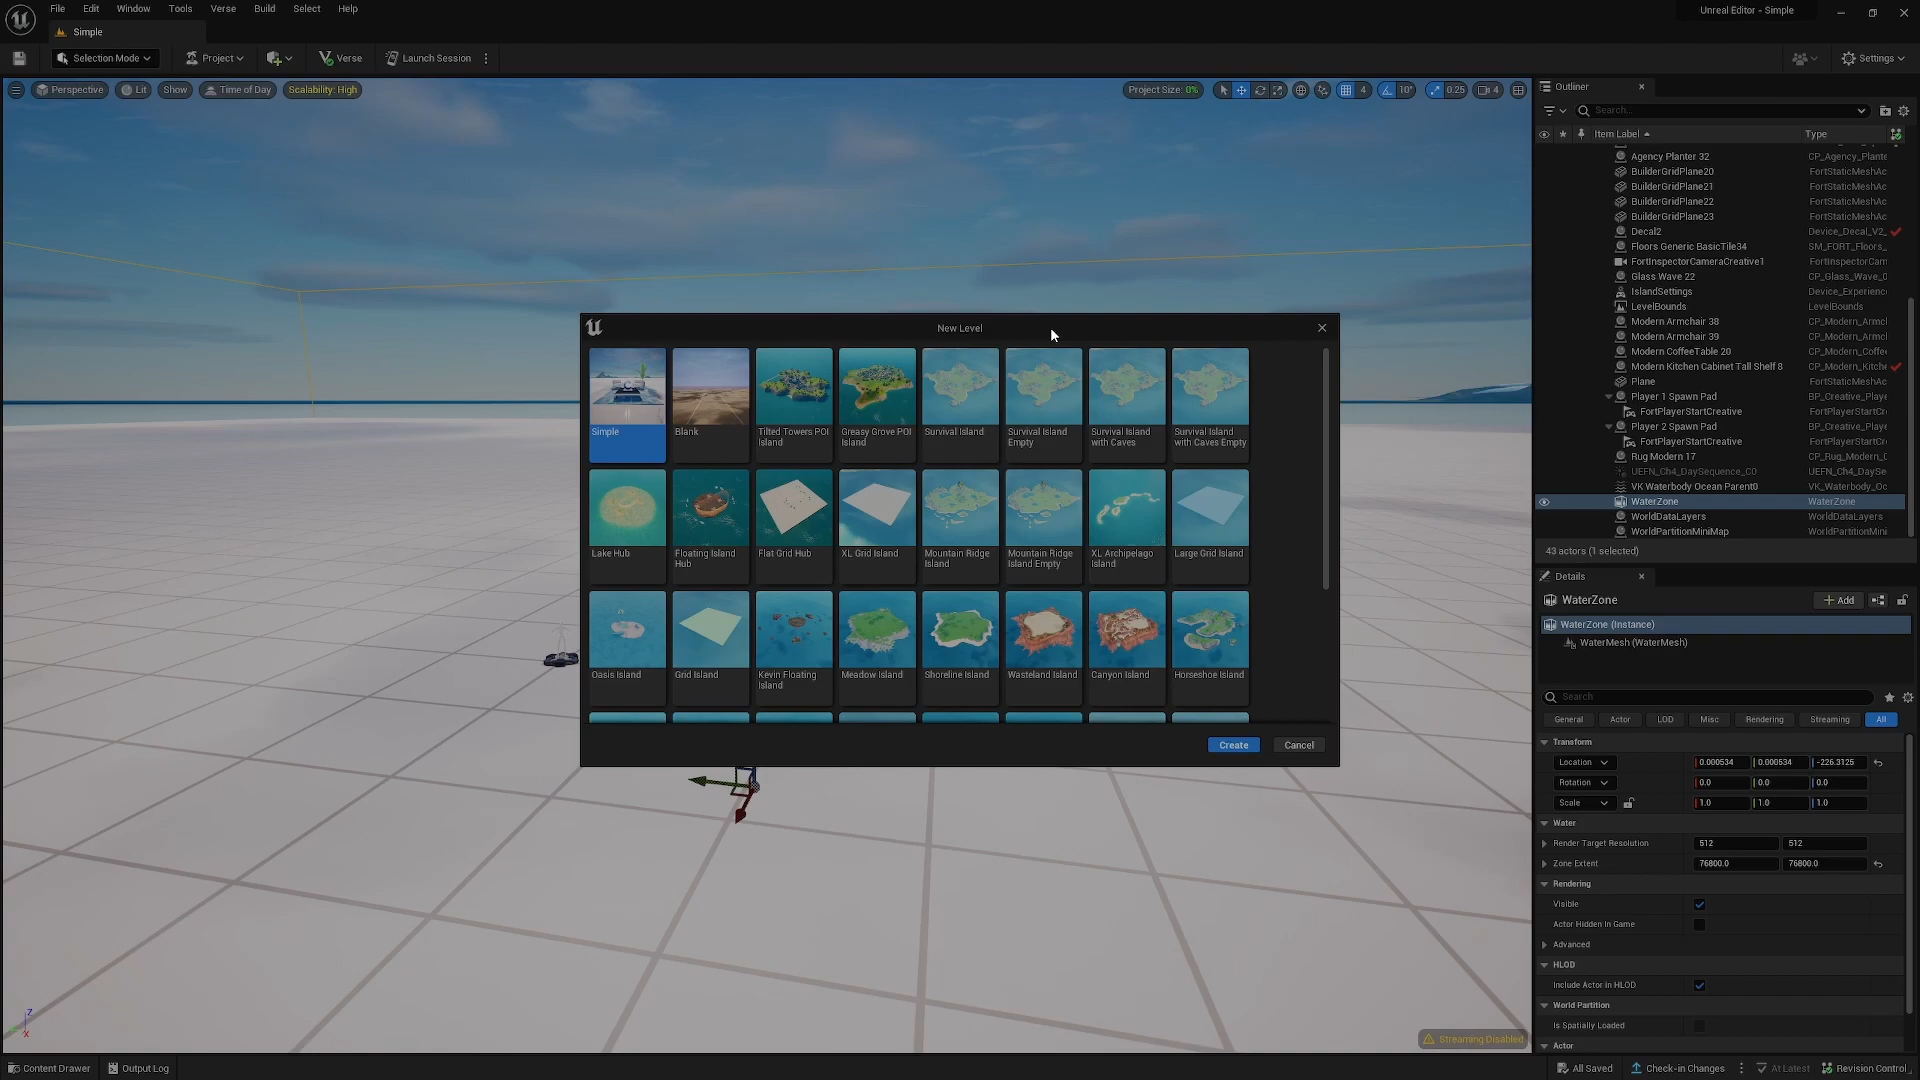 File Edit Window Tools Verse Build Select Help
Unreal Editor - Simple
Simple
Selection Mode Project Verse Launch Session Settings
Perspective Lit Show Time of Day Scalability: High
Project Size: 0% 4 10° 0.25 4
Outliner
Search...
Item Label Type
Agency Planter 32 CP_Agency_Plante
BuilderGridPlane20 FortStaticMeshAc
BuilderGridPlane21 FortStaticMeshAc
BuilderGridPlane22 FortStaticMeshAc
BuilderGridPlane23 FortStaticMeshAc
Decal2 Device_Decal_V2_
Floors Generic BasicTile34 SM_FORT_Floors_
FortInspectorCameraCreative1 FortInspectorCam
Glass Wave 22 CP_Glass_Wave_0
IslandSettings Device_Experience
LevelBounds LevelBounds
Modern Armchair 38 CP_Modern_Armcl
Modern Armchair 39 CP_Modern_Armcl
Modern CoffeeTable 20 CP_Modern_Coffee
Modern Kitchen Cabinet Tall Shelf 8 CP_Modern_Kitche
Plane FortStaticMeshAc
Player 1 Spawn Pad BP_Creative_Playe
FortPlayerStartCreative FortPlayerStartCr
Player 2 Spawn Pad BP_Creative_Playe
FortPlayerStartCreative FortPlayerStartCr
Rug Modern 17 CP_Rug_Modern_0
UEFN_Ch4_DaySequence_C0 UEFN_Ch4_DaySe
VK Waterbody Ocean Parent0 VK_Waterbody_Oc
WaterZone WaterZone
WorldDataLayers WorldDataLayers
WorldPartitionMiniMap WorldPartitionMini
43 actors (1 selected)
New Level
Simple
Blank
Tilted Towers POI Island
Greasy Grove POI Island
Survival Island
Survival Island Empty
Survival Island with Caves
Survival Island with Caves Empty
Lake Hub
Floating Island Hub
Flat Grid Hub
XL Grid Island
Mountain Ridge Island
Mountain Ridge Island Empty
XL Archipelago Island
Large Grid Island
Oasis Island
Grid Island
Kevin Floating Island
Meadow Island
Shoreline Island
Wasteland Island
Canyon Island
Horseshoe Island
Create Cancel
Details
WaterZone
Add
WaterZone (Instance)
WaterMesh (WaterMesh)
Search
General Actor LOD Misc Rendering Streaming All
Transform
Location 0.000534 0.000534 -226.3125
Rotation 0.0 0.0 0.0
Scale 1.0 1.0 1.0
Water
Render Target Resolution 512 512
Zone Extent 76800.0 76800.0
Rendering
Visible
Actor Hidden In Game
Advanced
HLOD
Include Actor in HLOD
World Partition
Is Spatially Loaded
Actor
Z
X
Streaming Disabled
Content Drawer Output Log
All Saved Check-in Changes At Latest Revision Control